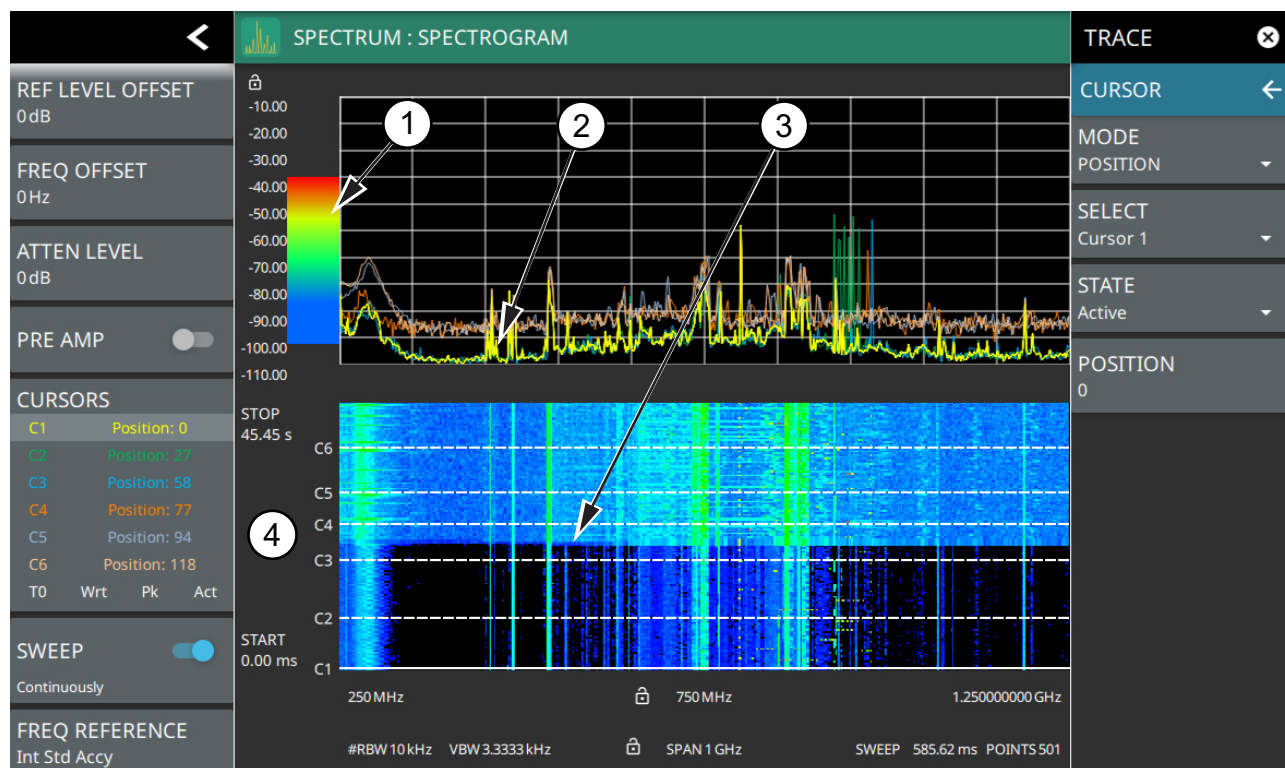 SPECTRUM : SPECTROGRAM
REF LEVEL OFFSET
0 dB
FREQ OFFSET
0 Hz
ATTEN LEVEL
0 dB
PRE AMP
CURSORS
C1 Position: 0
C2 Position: 27
C3 Position: 58
C4 Position: 77
C5 Position: 94
C6 Position: 118
T0 Wrt Pk Act
SWEEP
Continuously
FREQ REFERENCE
Int Std Accy
-10.00
-20.00
-30.00
-40.00
-50.00
-60.00
-70.00
-80.00
-90.00
-100.00
-110.00
1
2
3
STOP
45.45 s
C6
C5
C4
4
C3
C2
START
0.00 ms
C1
250 MHz 750 MHz 1.250000000 GHz
#RBW 10 kHz VBW 3.3333 kHz SPAN 1 GHz SWEEP 585.62 ms POINTS 501
TRACE
CURSOR
MODE
POSITION
SELECT
Cursor 1
STATE
Active
POSITION
0